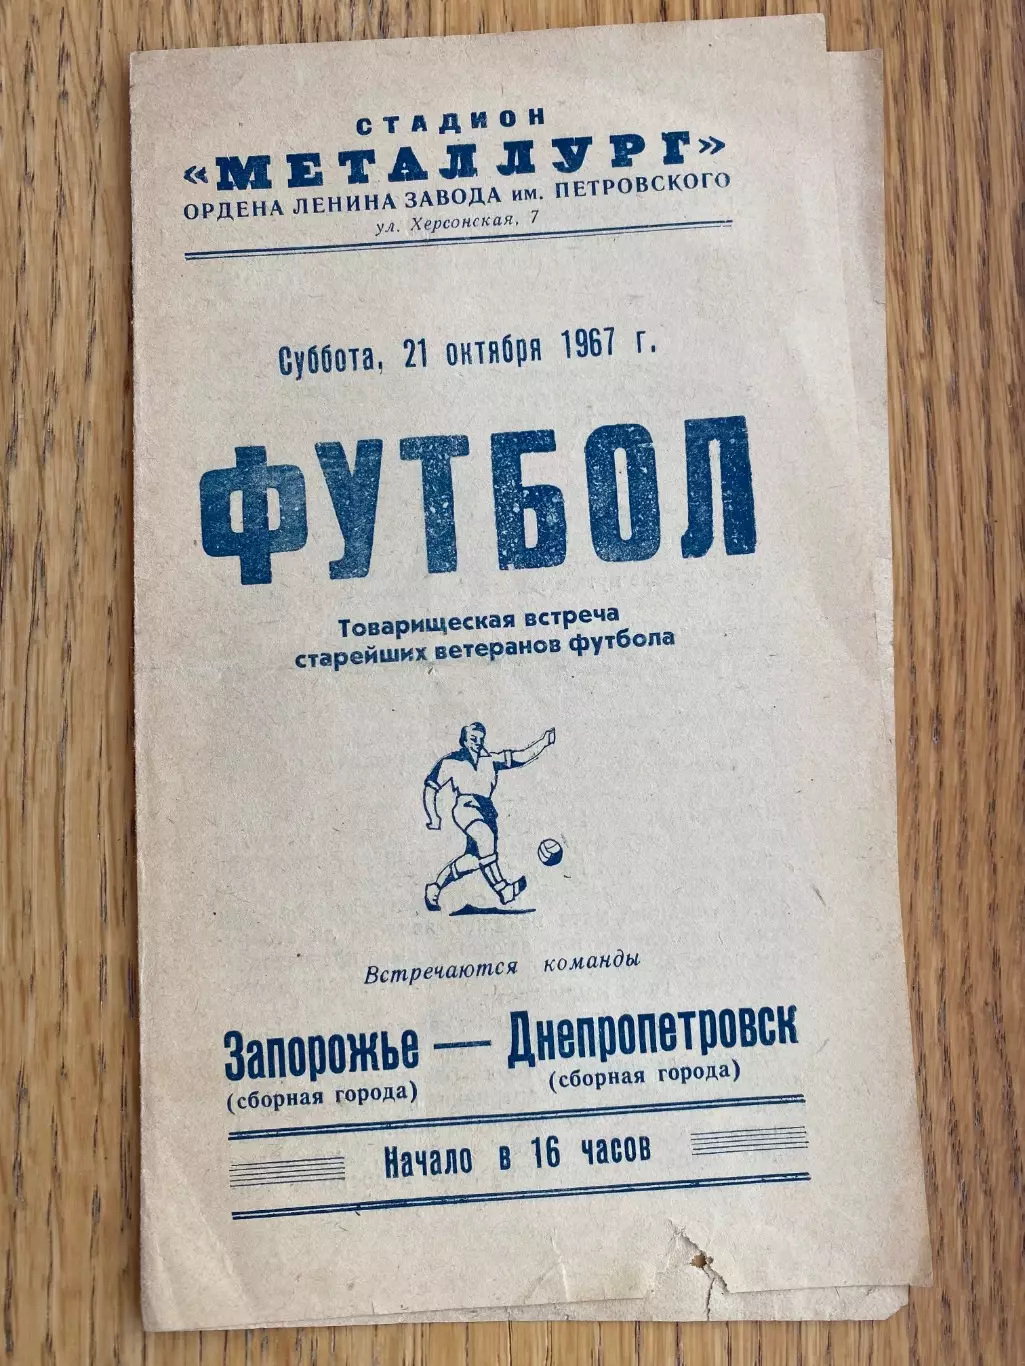 СТАДИОН
«МЕТАЛЛУРГ»
ОРДЕНА ЛЕНИНА ЗАВОДА им. ПЕТРОВСКОГО
ул. Херсонская, 7
Суббота, 21 октября 1967 г.
ФУТБОЛ
Товарищеская встреча
старейших ветеранов футбола
Встречаются команды
Запорожье — Днепропетровск
(сборная города) (сборная города)
Начало в 16 часов